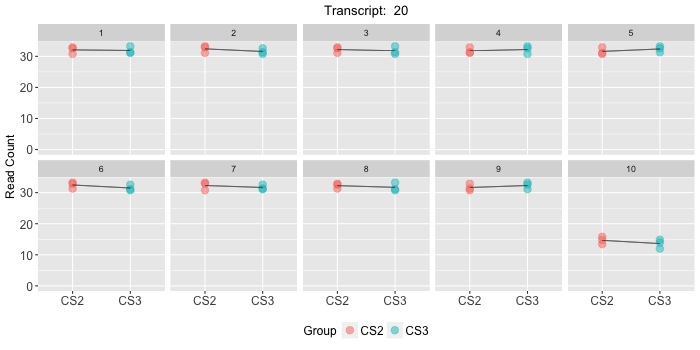 Transcript: 20
1 2 3 4 5
30
20
10
0
Read Count
6 7 8 9 10
30
20
10
0
CS2 CS3 CS2 CS3 CS2 CS3 CS2 CS3 CS2 CS3
Group CS2 CS3